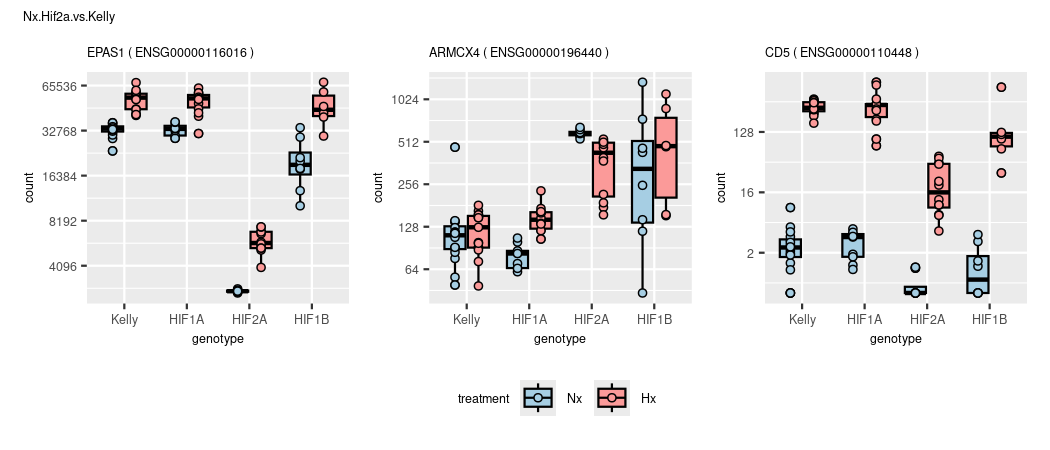 Nx.Hif2a.vs.Kelly
EPAS1 ( ENSG00000116016 )
65536
32768
16384
8192
4096
count
Kelly HIF1A HIF2A HIF1B
genotype
ARMCX4 ( ENSG00000196440 )
1024
512
256
128
64
count
Kelly HIF1A HIF2A HIF1B
genotype
CD5 ( ENSG00000110448 )
128
16
2
count
Kelly HIF1A HIF2A HIF1B
genotype
treatment Nx Hx